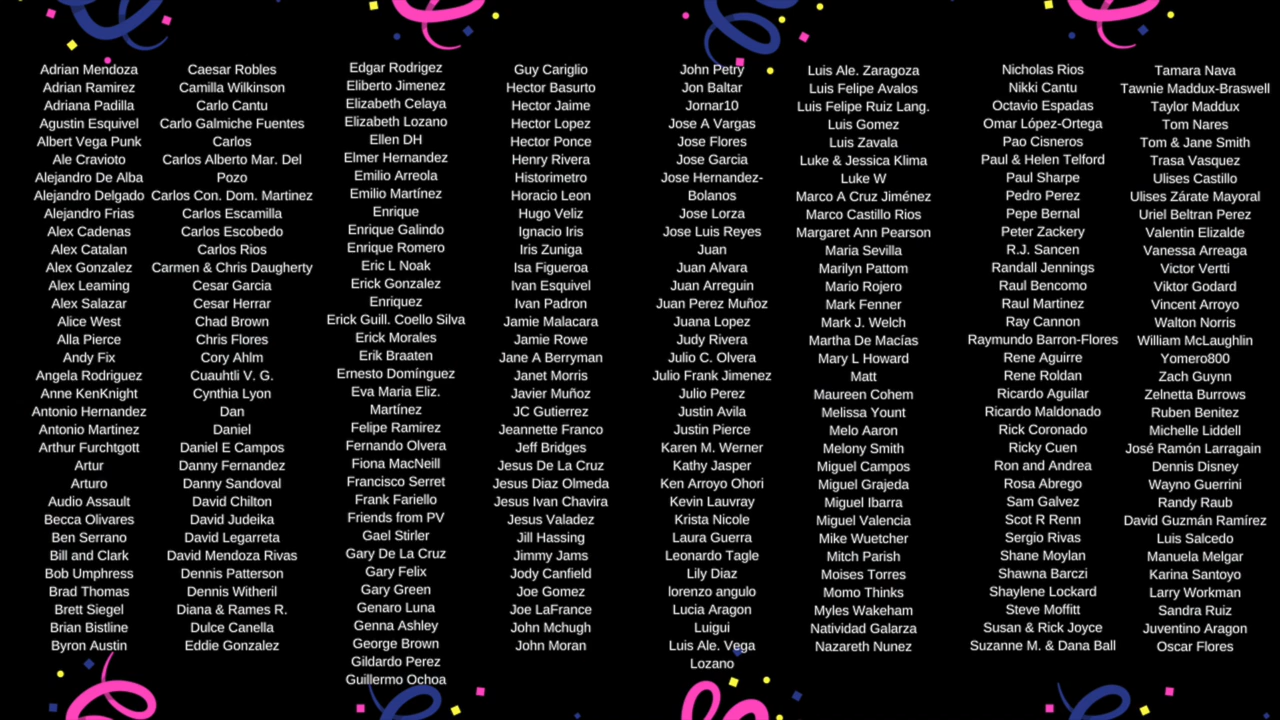 Adrian Mendoza
Adrian Ramirez
Adriana Padilla
Agustin Esquivel
Albert Vega Punk
Ale Cravioto
Alejandro De Alba
Alejandro Delgado
Alejandro Frias
Alex Cadenas
Alex Catalan
Alex Gonzalez
Alex Leaming
Alex Salazar
Alice West
Alla Pierce
Andy Fix
Angela Rodriguez
Anne KenKnight
Antonio Hernandez
Antonio Martinez
Arthur Furchtgott
Artur
Arturo
Audio Assault
Becca Olivares
Ben Serrano
Bill and Clark
Bob Umphress
Brad Thomas
Brett Siegel
Brian Bistline
Byron Austin
Caesar Robles
Camilla Wilkinson
Carlo Cantu
Carlo Galmiche Fuentes
Carlos
Carlos Alberto Mar. Del
Pozo
Carlos Con. Dom. Martinez
Carlos Escamilla
Carlos Escobedo
Carlos Rios
Carmen & Chris Daugherty
Cesar Garcia
Cesar Herrar
Chad Brown
Chris Flores
Cory Ahlm
Cuauhtli V. G.
Cynthia Lyon
Dan
Daniel
Daniel E Campos
Danny Fernandez
Danny Sandoval
David Chilton
David Judeika
David Legarreta
David Mendoza Rivas
Dennis Patterson
Dennis Witheril
Diana & Rames R.
Dulce Canella
Eddie Gonzalez
Edgar Rodrigez
Eliberto Jimenez
Elizabeth Celaya
Elizabeth Lozano
Ellen DH
Elmer Hernandez
Emilio Arreola
Emilio Martínez
Enrique
Enrique Galindo
Enrique Romero
Eric L Noak
Erick Gonzalez
Enriquez
Erick Guill. Coello Silva
Erick Morales
Erik Braaten
Ernesto Domínguez
Eva Maria Eliz.
Martínez
Felipe Ramirez
Fernando Olvera
Fiona MacNeill
Francisco Serret
Frank Fariello
Friends from PV
Gael Stirler
Gary De La Cruz
Gary Felix
Gary Green
Genaro Luna
Genna Ashley
George Brown
Gildardo Perez
Guillermo Ochoa
Guy Cariglio
Hector Basurto
Hector Jaime
Hector Lopez
Hector Ponce
Henry Rivera
Historimetro
Horacio Leon
Hugo Veliz
Ignacio Iris
Iris Zuniga
Isa Figueroa
Ivan Esquivel
Ivan Padron
Jamie Malacara
Jamie Rowe
Jane A Berryman
Janet Morris
Javier Muñoz
JC Gutierrez
Jeannette Franco
Jeff Bridges
Jesus De La Cruz
Jesus Diaz Olmeda
Jesus Ivan Chavira
Jesus Valadez
Jill Hassing
Jimmy Jams
Jody Canfield
Joe Gomez
Joe LaFrance
John Mchugh
John Moran
John Petry
Jon Baltar
Jornar10
Jose A Vargas
Jose Flores
Jose Garcia
Jose Hernandez-
Bolanos
Jose Lorza
Jose Luis Reyes
Juan
Juan Alvara
Juan Arreguin
Juan Perez Muñoz
Juana Lopez
Judy Rivera
Julio C. Olvera
Julio Frank Jimenez
Julio Perez
Justin Avila
Justin Pierce
Karen M. Werner
Kathy Jasper
Ken Arroyo Ohori
Kevin Lauvray
Krista Nicole
Laura Guerra
Leonardo Tagle
Lily Diaz
lorenzo angulo
Lucia Aragon
Luigui
Luis Ale. Vega
Lozano
Luis Ale. Zaragoza
Luis Felipe Avalos
Luis Felipe Ruiz Lang.
Luis Gomez
Luis Zavala
Luke & Jessica Klima
Luke W
Marco A Cruz Jiménez
Marco Castillo Rios
Margaret Ann Pearson
Maria Sevilla
Marilyn Pattom
Mario Rojero
Mark Fenner
Mark J. Welch
Martha De Macías
Mary L Howard
Matt
Maureen Cohem
Melissa Yount
Melo Aaron
Melony Smith
Miguel Campos
Miguel Grajeda
Miguel Ibarra
Miguel Valencia
Mike Wuetcher
Mitch Parish
Moises Torres
Momo Thinks
Myles Wakeham
Natividad Galarza
Nazareth Nunez
Nicholas Rios
Nikki Cantu
Octavio Espadas
Omar López-Ortega
Pao Cisneros
Paul & Helen Telford
Paul Sharpe
Pedro Perez
Pepe Bernal
Peter Zackery
R.J. Sancen
Randall Jennings
Raul Bencomo
Raul Martinez
Ray Cannon
Raymundo Barron-Flores
Rene Aguirre
Rene Roldan
Ricardo Aguilar
Ricardo Maldonado
Rick Coronado
Ricky Cuen
Ron and Andrea
Rosa Abrego
Sam Galvez
Scot R Renn
Sergio Rivas
Shane Moylan
Shawna Barczi
Shaylene Lockard
Steve Moffitt
Susan & Rick Joyce
Suzanne M. & Dana Ball
Tamara Nava
Tawnie Maddux-Braswell
Taylor Maddux
Tom Nares
Tom & Jane Smith
Trasa Vasquez
Ulises Castillo
Ulises Zárate Mayoral
Uriel Beltran Perez
Valentin Elizalde
Vanessa Arreaga
Victor Vertti
Viktor Godard
Vincent Arroyo
Walton Norris
William McLaughlin
Yomero800
Zach Guynn
Zelnetta Burrows
Ruben Benitez
Michelle Liddell
José Ramón Larragain
Dennis Disney
Wayno Guerrini
Randy Raub
David Guzmán Ramírez
Luis Salcedo
Manuela Melgar
Karina Santoyo
Larry Workman
Sandra Ruiz
Juventino Aragon
Oscar Flores